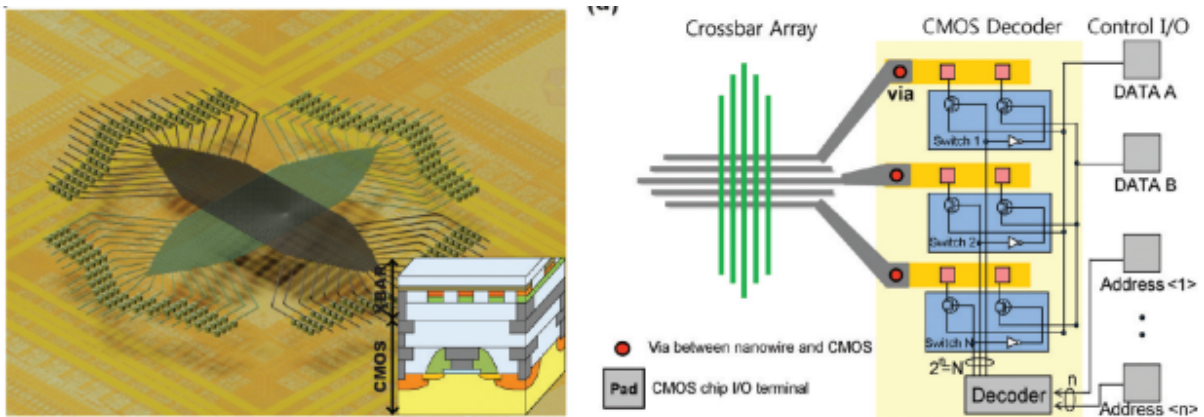 XBAR
CMOS
(d)
Crossbar Array
CMOS Decoder
Control I/O
via
DATA A
Switch 1
DATA B
Switch 2
Address <1>
Switch N
2ⁿ=N
n
Decoder
Address <n>
Via between nanowire and CMOS
Pad
CMOS chip I/O terminal